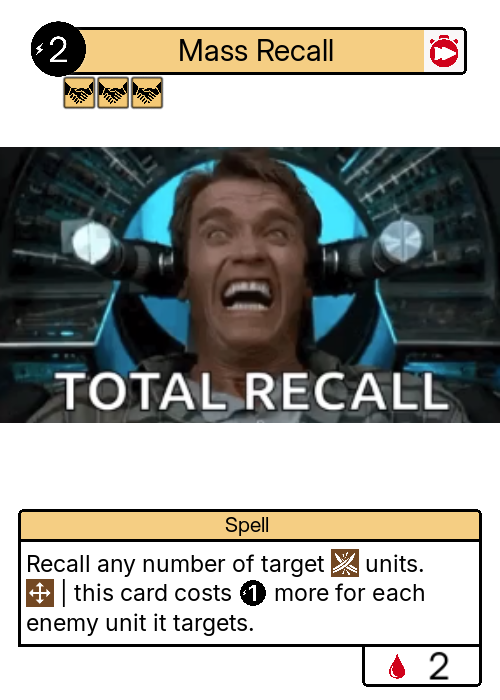 2 Mass Recall
TOTAL RECALL
Spell
Recall any number of target units.
| this card costs 1 more for each
enemy unit it targets.
2